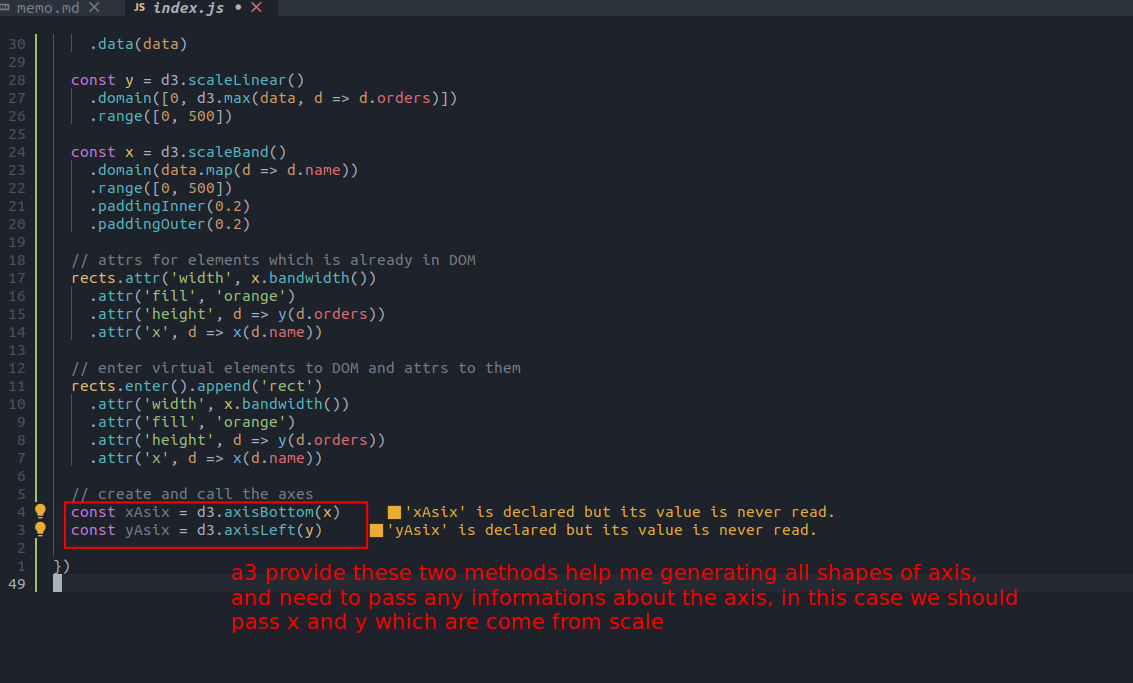 memo.md
JS index.js
30 .data(data)
29
28 const y = d3.scaleLinear()
27 .domain([0, d3.max(data, d => d.orders)])
26 .range([0, 500])
25
24 const x = d3.scaleBand()
23 .domain(data.map(d => d.name))
22 .range([0, 500])
21 .paddingInner(0.2)
20 .paddingOuter(0.2)
19
18 // attrs for elements which is already in DOM
17 rects.attr('width', x.bandwidth())
16 .attr('fill', 'orange')
15 .attr('height', d => y(d.orders))
14 .attr('x', d => x(d.name))
13
12 // enter virtual elements to DOM and attrs to them
11 rects.enter().append('rect')
10 .attr('width', x.bandwidth())
9 .attr('fill', 'orange')
8 .attr('height', d => y(d.orders))
7 .attr('x', d => x(d.name))
6
5 // create and call the axes
4 const xAsix = d3.axisBottom(x) 'xAsix' is declared but its value is never read.
3 const yAsix = d3.axisLeft(y) 'yAsix' is declared but its value is never read.
2
1 })
49
a3 provide these two methods help me generating all shapes of axis,
and need to pass any informations about the axis, in this case we should
pass x and y which are come from scale